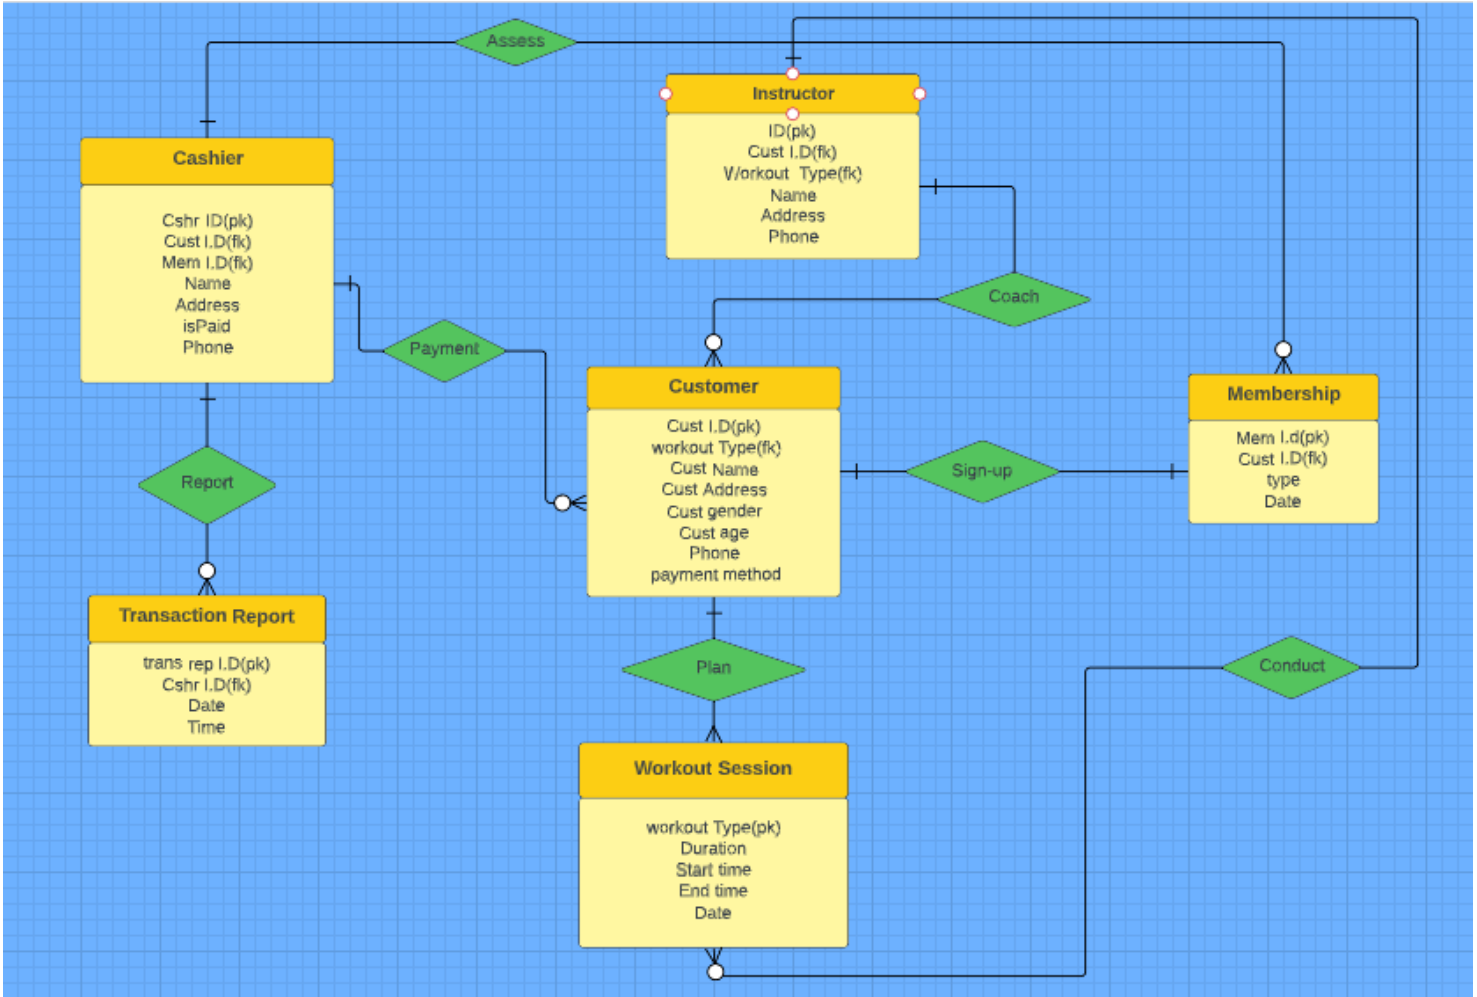 Assess
Instructor
ID(pk)
Cust I.D(fk)
Workout Type(fk)
Name
Address
Phone
Cashier
Cshr ID(pk)
Cust I.D(fk)
Mem I.D(fk)
Name
Address
isPaid
Phone
Coach
Payment
Customer
Cust I.D(pk)
workout Type(fk)
Cust Name
Cust Address
Cust gender
Cust age
Phone
payment method
Membership
Mem I.d(pk)
Cust I.D(fk)
type
Date
Sign-up
Report
Transaction Report
trans rep I.D(pk)
Cshr I.D(fk)
Date
Time
Plan
Conduct
Workout Session
workout Type(pk)
Duration
Start time
End time
Date